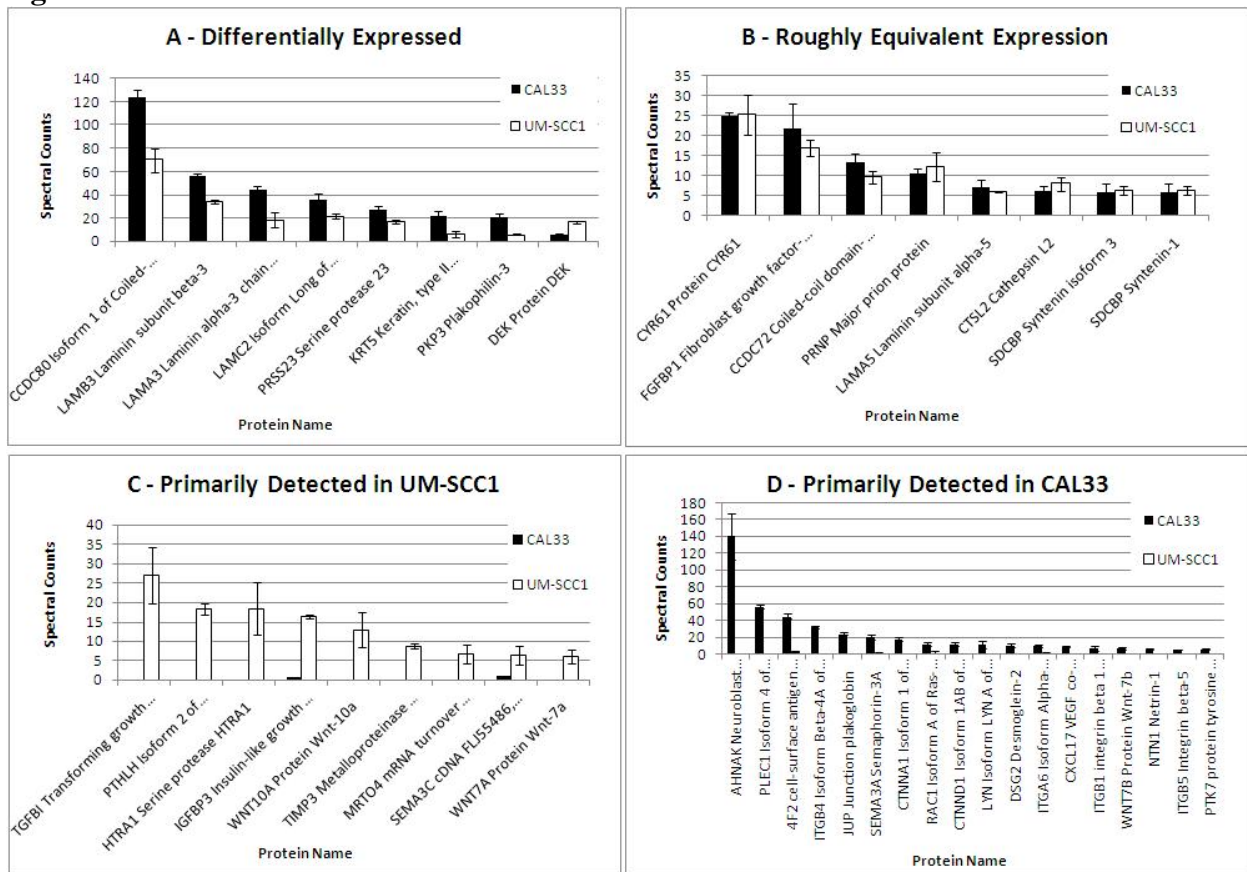 A - Differentially Expressed
140
120
100
80
60
40
20
0
Spectral Counts
CAL33
UM-SCC1
CCDC80 Isoform 1 of Coiled-...
LAMB3 Laminin subunit beta-3
LAMA3 Laminin alpha-3 chain...
LAMC2 Isoform Long of...
PRSS23 Serine protease 23
KRT5 Keratin, type II...
PKP3 Plakophilin-3
DEK Protein DEK
Protein Name
B - Roughly Equivalent Expression
35
30
25
20
15
10
5
0
Spectral Counts
CAL33
UM-SCC1
CYR61 Protein CYR61
FGFBP1 Fibroblast growth factor-...
CCDC72 Coiled-coil domain-...
PRNP Major prion protein
LAMA5 Laminin subunit alpha-5
CTSL2 Cathepsin L2
SDCBP Syntenin isoform 3
SDCBP Syntenin-1
Protein Name
C - Primarily Detected in UM-SCC1
40
35
30
25
20
15
10
5
0
Spectral Counts
CAL33
UM-SCC1
TGFBI Transforming growth...
PTHLH Isoform 2 of...
HTRA1 Serine protease HTRA1
IGFBP3 Insulin-like growth...
WNT10A Protein Wnt-10a
TIMP3 Metalloproteinase...
MRTO4 mRNA turnover...
SEMA3C cDNA FLJ55486,...
WNT7A Protein Wnt-7a
Protein Name
D - Primarily Detected in CAL33
180
160
140
120
100
80
60
40
20
0
Spectral Counts
CAL33
UM-SCC1
AHNAK Neuroblast...
PLEC1 Isoform 4 of...
4F2 cell-surface antigen...
ITGB4 Isoform Beta-4A of...
JUP Junction plakoglobin
SEMA3A Semaphorin-3A
CTNNA1 Isoform 1 of...
RAC1 Isoform A of Ras-...
CTNND1 Isoform 1AB of...
LYN Isoform LYN A of...
DSG2 Desmoglein-2
ITGA6 Isoform Alpha-...
CXCL17 VEGF co-...
ITGB1 integrin beta 1...
WNT7B Protein Wnt-7b
NTN1 Netrin-1
ITGB5 Integrin beta-5
PTK7 protein tyrosine...
Protein Name